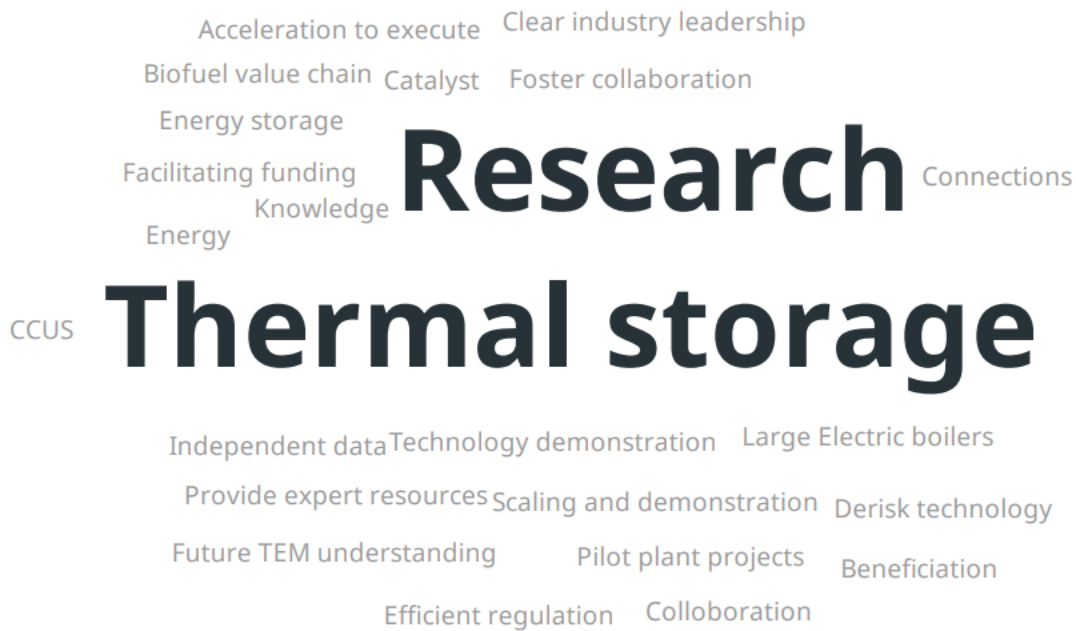 Acceleration to execute
Clear industry leadership
Biofuel value chain
Catalyst
Foster collaboration
Energy storage
Facilitating funding
Research
Connections
Knowledge
Energy
CCUS
Thermal storage
Independent data
Technology demonstration
Large Electric boilers
Provide expert resources
Scaling and demonstration
Derisk technology
Future TEM understanding
Pilot plant projects
Beneficiation
Efficient regulation
Colloboration